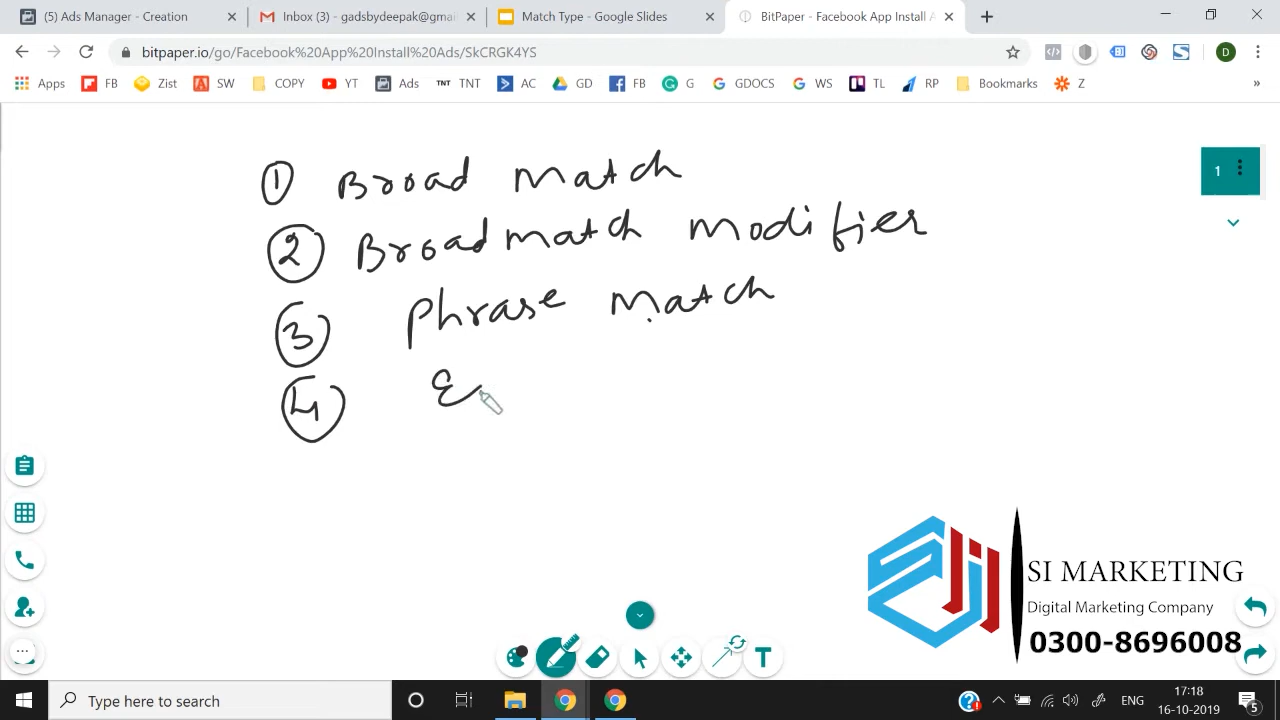 (5) Ads Manager - Creation
Inbox (3) - gadsbydeepak@gmai
Match Type - Google Slides
BitPaper - Facebook App Install A
bitpaper.io/go/Facebook%20App%20Install%20Ads/SkCRGK4YS
D
Apps FB Zist SW COPY YT Ads TNT TNT AC GD FB G GDOCS WS TL RP Bookmarks Z »
1
① Broad Match
② Broadmatch modifier
③ Phrase Match
④ E
SI MARKETING
Digital Marketing Company
0300-8696008
T
Type here to search
ENG
17:18
16-10-2019
5